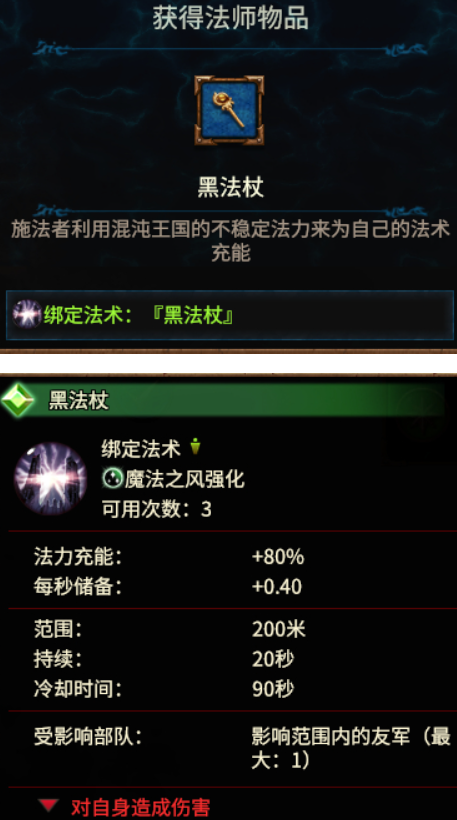 获得法师物品
黑法杖
施法者利用混沌王国的不稳定法力来为自己的法术
充能
绑定法术：『黑法杖』
黑法杖
绑定法术
魔法之风强化
可用次数：3
法力充能： +80%
每秒储备： +0.40
范围： 200米
持续： 20秒
冷却时间： 90秒
受影响部队： 影响范围内的友军（最
大：1）
对自身造成伤害